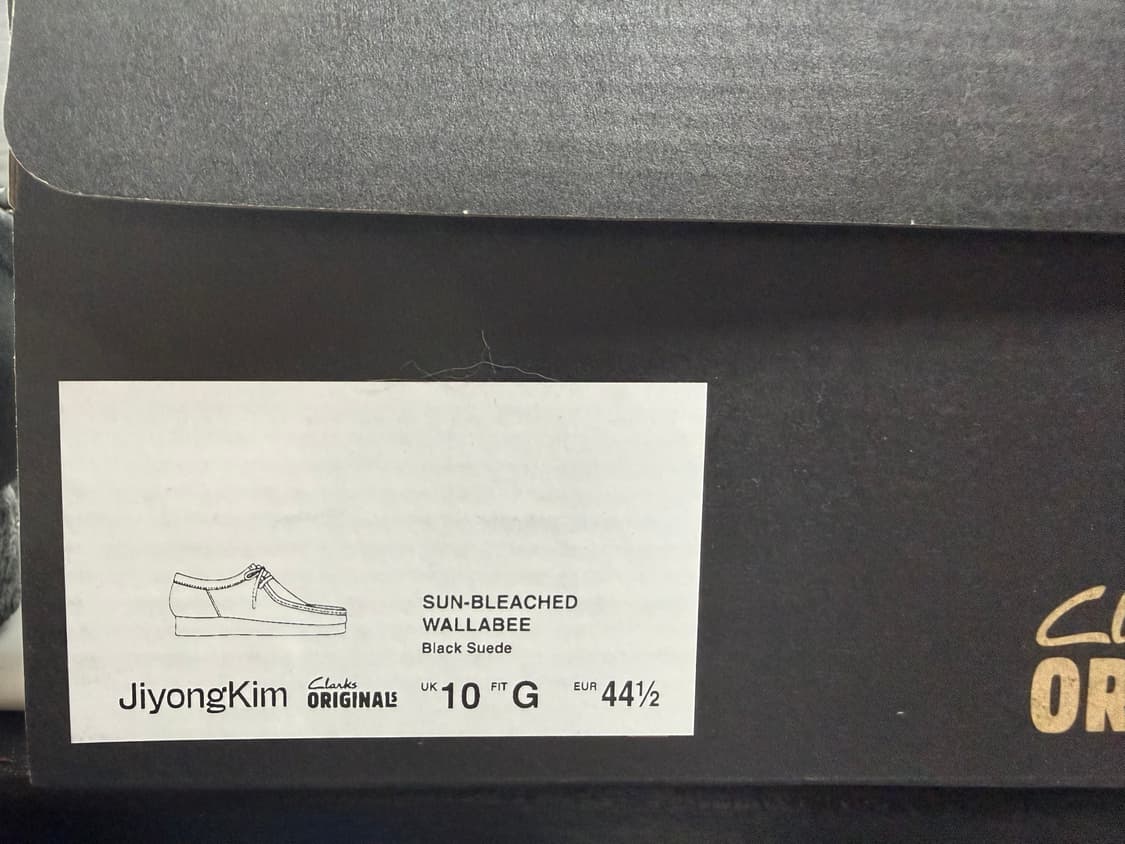 SUN-BLEACHED
WALLABEE
Black Suede
JiyongKim Clarks ORIGINALS UK 10 FIT G EUR 44½